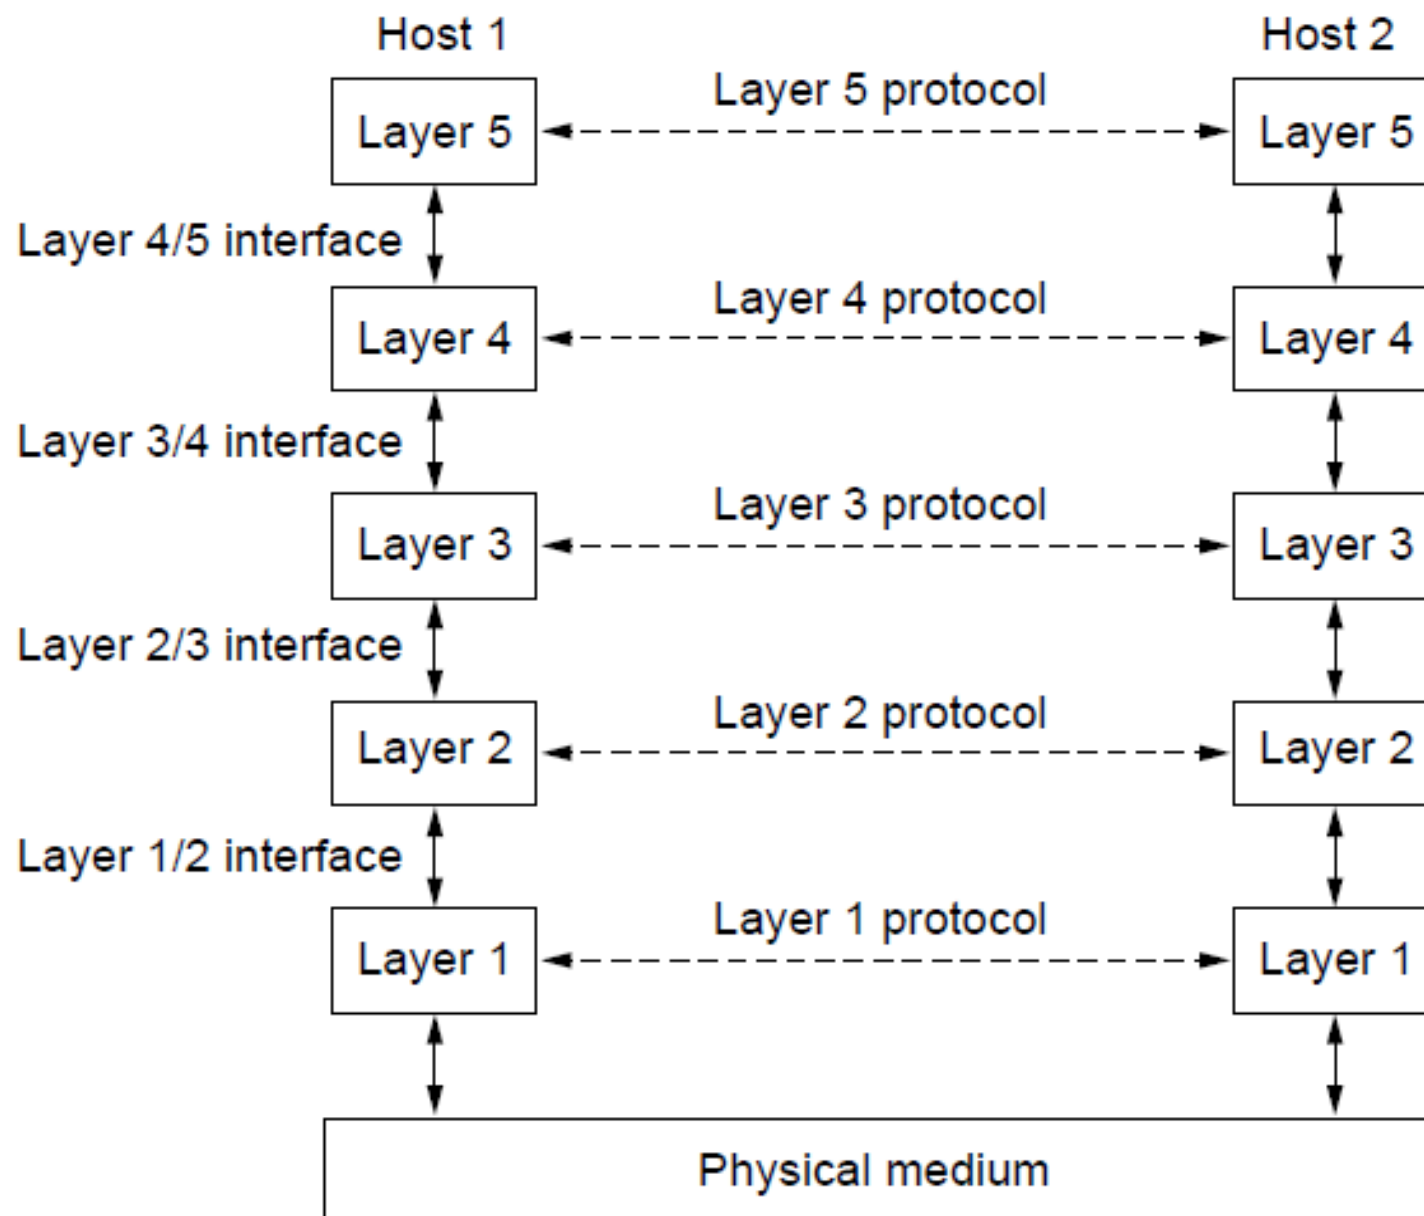 Host 1
Host 2
Layer 5 protocol
Layer 5
Layer 5
Layer 4/5 interface
Layer 4 protocol
Layer 4
Layer 4
Layer 3/4 interface
Layer 3 protocol
Layer 3
Layer 3
Layer 2/3 interface
Layer 2 protocol
Layer 2
Layer 2
Layer 1/2 interface
Layer 1 protocol
Layer 1
Layer 1
Physical medium